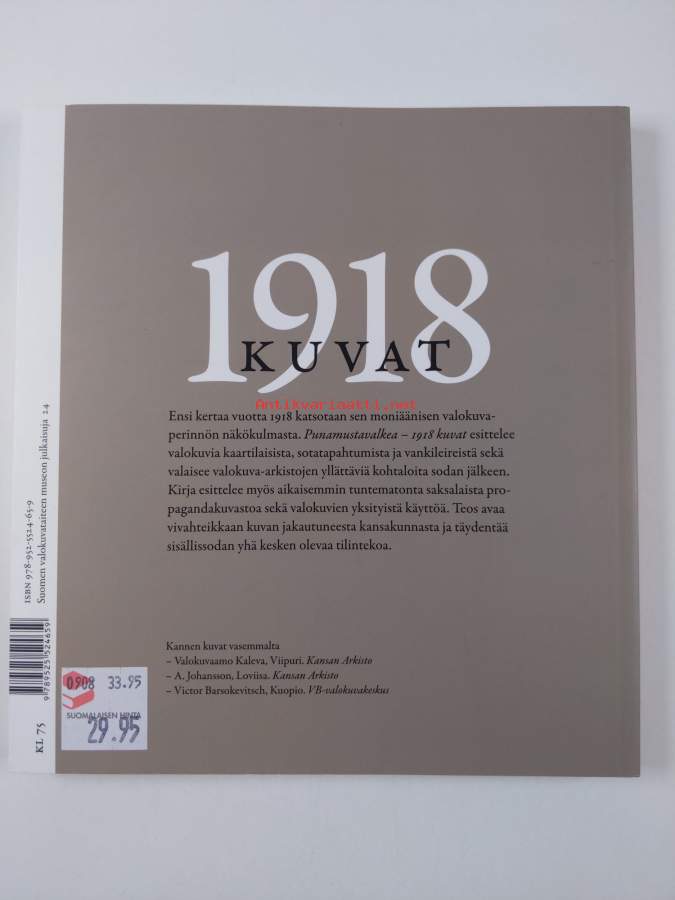 1918
KUVAT
Antikvariaatti.net
Ensi kertaa vuotta 1918 katsotaan sen moniäänisen valokuva-
perinnön näkökulmasta. Punamustavalkea – 1918 kuvat esittelee
valokuvia kaartilaisista, sotatapahtumista ja vankileireistä sekä
valaisee valokuva-arkistojen yllättäviä kohtaloita sodan jälkeen.
Kirja esittelee myös aikaisemmin tuntematonta saksalaista pro-
pagandakuvastoa sekä valokuvien yksityistä käyttöä. Teos avaa
vivahteikkaan kuvan jakautuneesta kansakunnasta ja täydentää
sisällissodan yhä kesken olevaa tilintekoa.
Kannen kuvat vasemmalta
– Valokuvaamo Kaleva, Viipuri. Kansan Arkisto
– A. Johansson, Loviisa. Kansan Arkisto
– Victor Barsokevitsch, Kuopio. VB-valokuvakeskus
ISBN 978-952-5524-65-9
Suomen valokuvataiteen museon julkaisuja 24
9 789525 524659
KL 75
0908 33.95
SUOMALAISEN HINTA
29.95